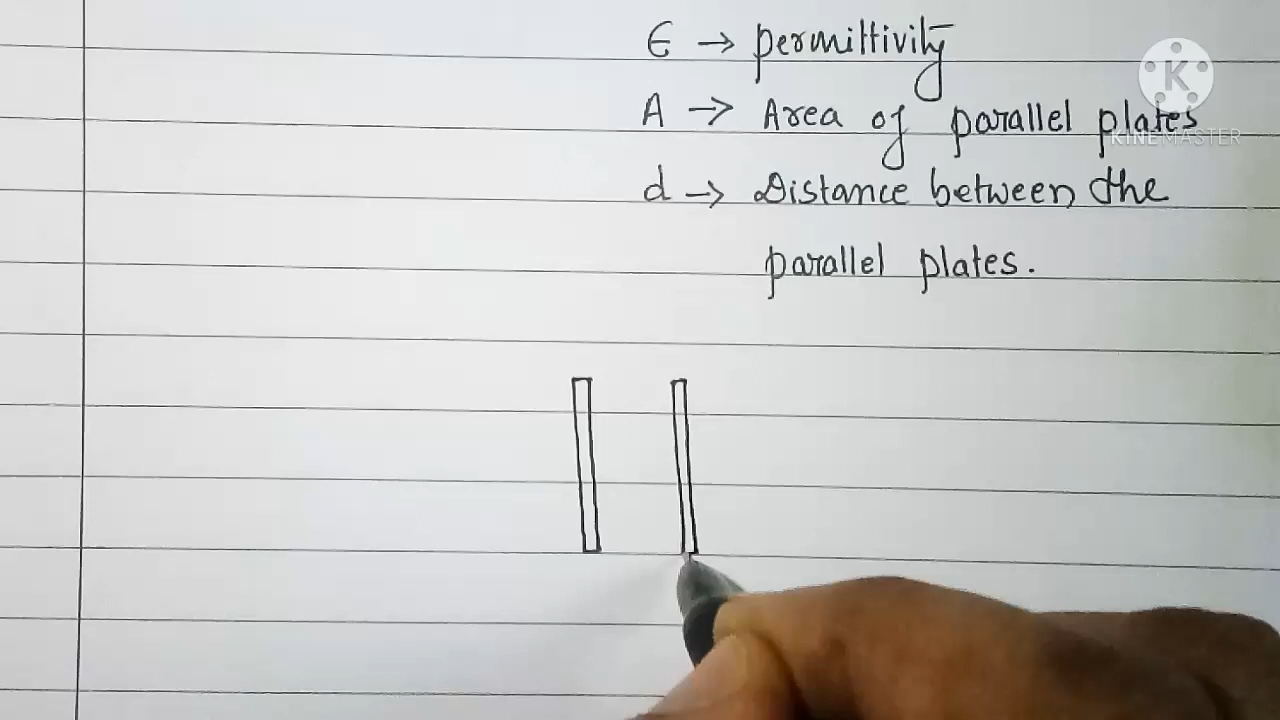 ∈ → permittivity
A → Area of parallel plates
d → Distance between the
parallel plates.
K
KINEMASTER